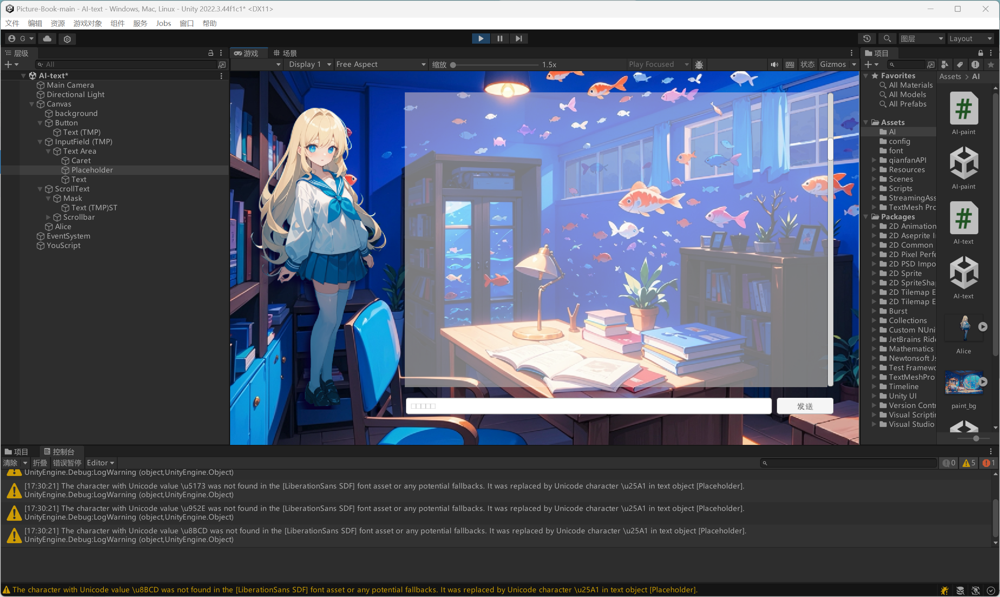 Picture-Book-main - AI-text - Windows, Mac, Linux - Unity 2022.3.44f1c1* <DX11>
文件 编辑 资源 游戏对象 组件 服务 Jobs 窗口 帮助
G 图层 Layout
层级 游戏 场景 项目
All Display 1 Free Aspect 缩放 1.5x Play Focused 状态 Gizmos
AI-text*
Main Camera
Directional Light
Canvas
background
Button
Text (TMP)
InputField (TMP)
Text Area
Caret
Placeholder
Text
ScrollText
Mask
Text (TMP)ST
Scrollbar
Alice
EventSystem
YouScript
□□□□□
发送
Favorites
All Materials
All Models
All Prefabs
Assets
AI
config
font
qianfanAPI
Resources
Scenes
Scripts
StreamingAss
TextMesh Pro
Packages
2D Animation
2D Aseprite I
2D Common
2D Pixel Perfe
2D PSD Impo
2D Sprite
2D SpriteSha
2D Tilemap E
2D Tilemap E
Burst
Collections
Custom NUni
JetBrains Ride
Mathematics
Newtonsoft Js
Test Framewo
TextMeshPro
Timeline
Unity UI
Version Contr
Visual Scriptin
Visual Studio
Assets > AI
AI-paint
AI-paint
AI-text
AI-text
Alice
paint_bg
项目 控制台
清除 折叠 错误暂停 Editor 0 5 1
UnityEngine.Debug:LogWarning (object,UnityEngine.Object)
[17:30:21] The character with Unicode value \u5173 was not found in the [LiberationSans SDF] font asset or any potential fallbacks. It was replaced by Unicode character \u25A1 in text object [Placeholder].
UnityEngine.Debug:LogWarning (object,UnityEngine.Object)
[17:30:21] The character with Unicode value \u952E was not found in the [LiberationSans SDF] font asset or any potential fallbacks. It was replaced by Unicode character \u25A1 in text object [Placeholder].
UnityEngine.Debug:LogWarning (object,UnityEngine.Object)
[17:30:21] The character with Unicode value \u8BCD was not found in the [LiberationSans SDF] font asset or any potential fallbacks. It was replaced by Unicode character \u25A1 in text object [Placeholder].
UnityEngine.Debug:LogWarning (object,UnityEngine.Object)
The character with Unicode value \u8BCD was not found in the [LiberationSans SDF] font asset or any potential fallbacks. It was replaced by Unicode character \u25A1 in text object [Placeholder].